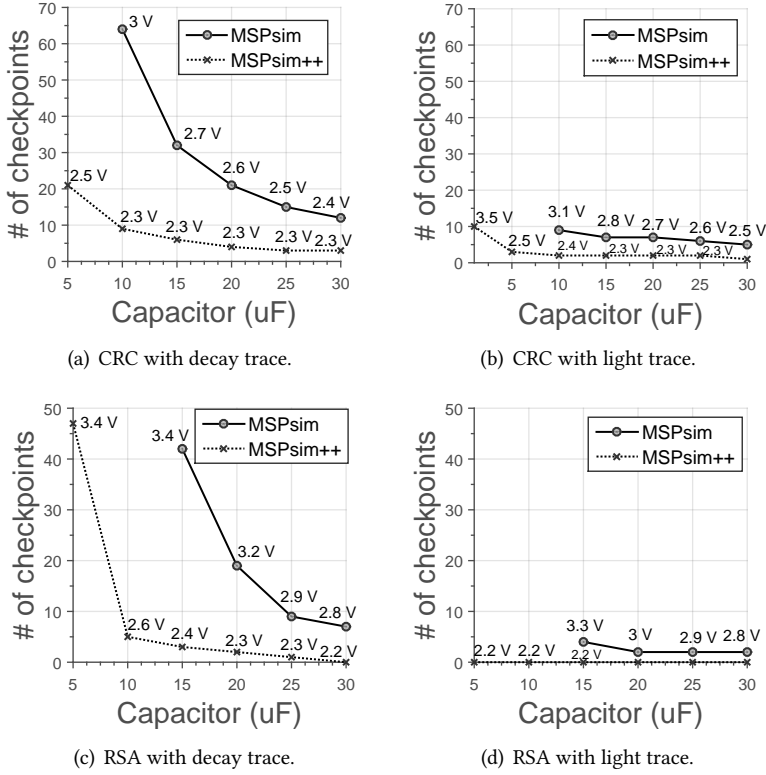 # of checkpoints
70
60
50
40
30
20
10
0
3 V
2.7 V
2.6 V
2.5 V
2.4 V
2.5 V
2.3 V
2.3 V
2.3 V
2.3 V
2.3 V
MSPsim
MSPsim++
5 10 15 20 25 30
Capacitor (uF)
(a) CRC with decay trace.
# of checkpoints
70
60
50
40
30
20
10
0
3.1 V
2.8 V
2.7 V
2.6 V
2.5 V
3.5 V
2.5 V
2.4 V
2.3 V
2.3 V
2.3 V
MSPsim
MSPsim++
5 10 15 20 25 30
Capacitor (uF)
(b) CRC with light trace.
# of checkpoints
50
40
30
20
10
0
3.4 V
3.4 V
3.2 V
2.9 V
2.8 V
2.6 V
2.4 V
2.3 V
2.3 V
2.2 V
MSPsim
MSPsim++
5 10 15 20 25 30
Capacitor (uF)
(c) RSA with decay trace.
# of checkpoints
50
40
30
20
10
0
3.3 V
3 V
2.9 V
2.8 V
2.2 V
2.2 V
2.2 V
MSPsim
MSPsim++
5 10 15 20 25 30
Capacitor (uF)
(d) RSA with light trace.